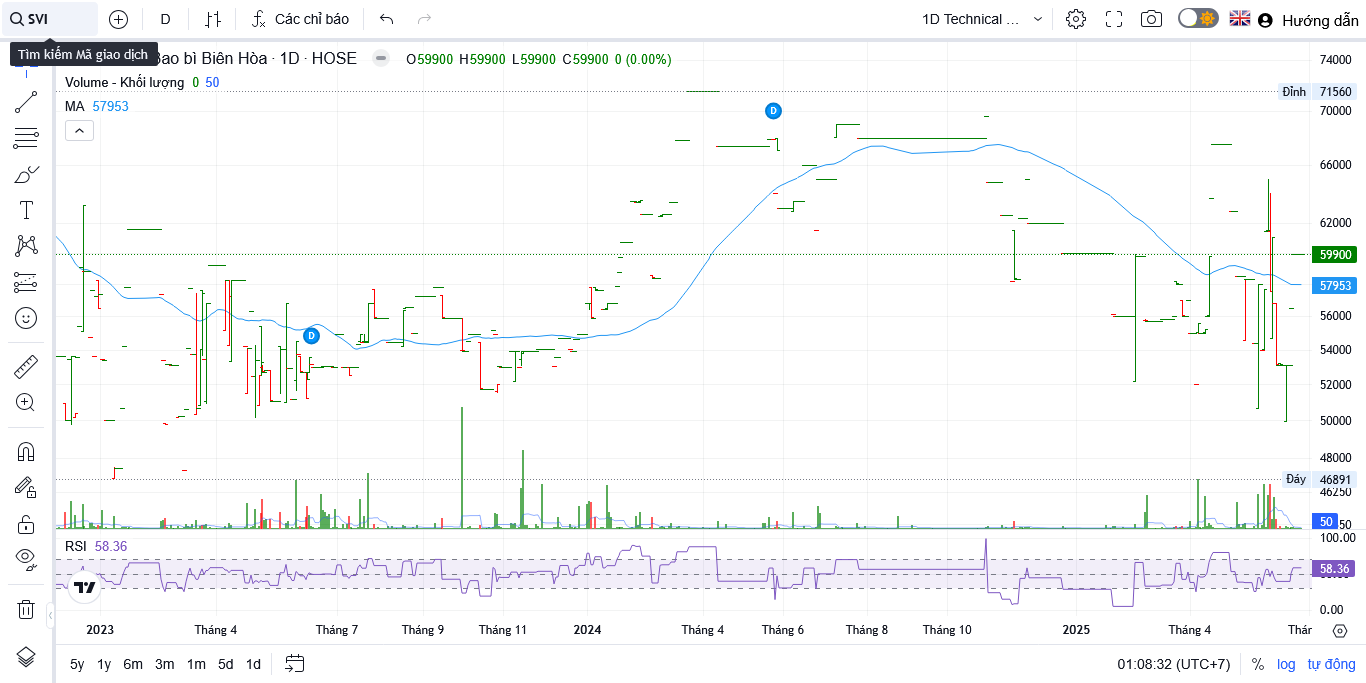 SVI
D
Các chỉ báo
1D Technical ...
Hướng dẫn
Tìm kiếm Mã giao dịch
Bao bì Biên Hòa · 1D · HOSE
O59900 H59900 L59900 C59900 0 (0.00%)
Volume - Khối lượng 0 50
MA 57953
D
D
74000
Đỉnh 71560
70000
66000
62000
59900
57953
56000
54000
52000
50000
48000
Đáy 46891
46250
50
50
RSI 58.36
100.00
58.36
0.00
2023 Tháng 4 Tháng 7 Tháng 9 Tháng 11 2024 Tháng 4 Tháng 6 Tháng 8 Tháng 10 2025 Tháng 4 Thár
5y 1y 6m 3m 1m 5d 1d
01:08:32 (UTC+7) % log tự động